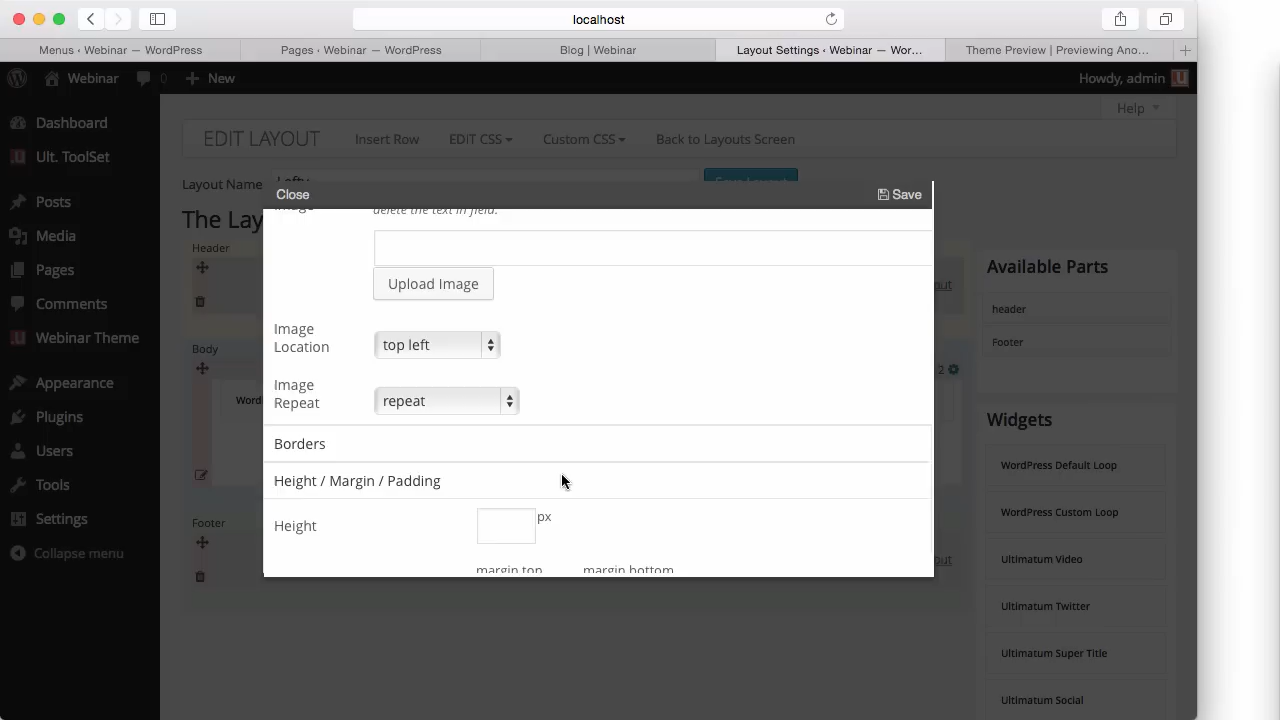 localhost
Menus ‹ Webinar — WordPress
Pages ‹ Webinar — WordPress
Blog | Webinar
Layout Settings ‹ Webinar — Wor...
Theme Preview | Previewing Ano...
Webinar
0
New
Howdy, admin
Help
Dashboard
Ult. ToolSet
Posts
Media
Pages
Comments
Webinar Theme
Appearance
Plugins
Users
Tools
Settings
Collapse menu
EDIT LAYOUT
Insert Row
EDIT CSS
Custom CSS
Back to Layouts Screen
Layout Name
The Lay
Header
Body
Footer
Close
Save
delete the text in field.
Upload Image
Image
Location
top left
Image
Repeat
repeat
Borders
Height / Margin / Padding
Height
px
margin top
margin bottom
2
Available Parts
header
Footer
Widgets
WordPress Default Loop
WordPress Custom Loop
Ultimatum Video
Ultimatum Twitter
Ultimatum Super Title
Ultimatum Social